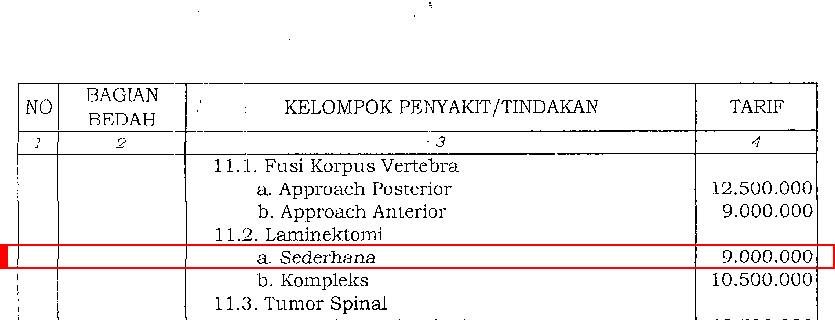 NO BAGIAN BEDAH KELOMPOK PENYAKIT/TINDAKAN TARIF
1 2 3 4
11.1. Fusi Korpus Vertebra
a. Approach Posterior 12.500.000
b. Approach Anterior 9.000.000
11.2. Laminektomi
a. Sederhana 9.000.000
b. Kompleks 10.500.000
11.3. Tumor Spinal